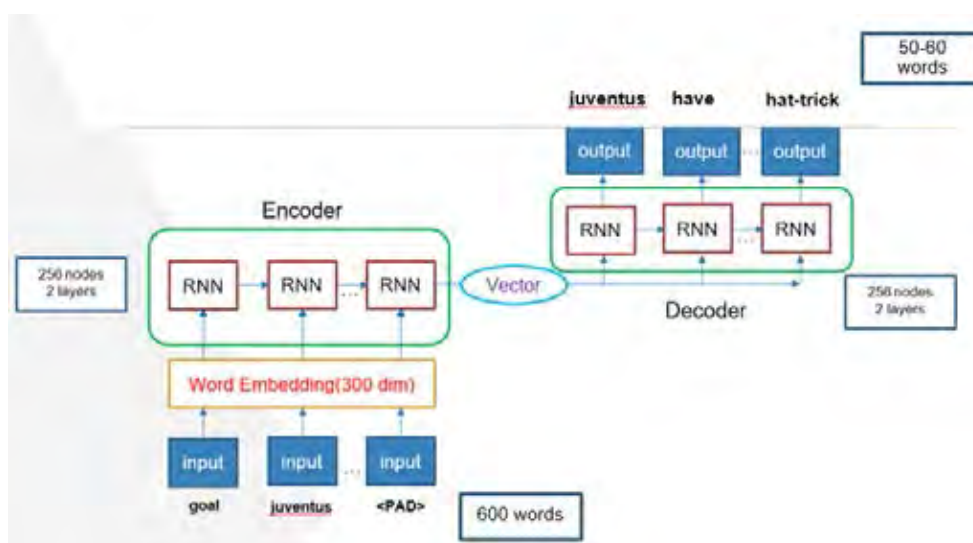 50-60
words
juventus have hat-trick
output output ... output
Encoder
RNN RNN ... RNN
256 nodes
2 layers
RNN RNN ... RNN
Vector
Decoder
256 nodes
2 layers
Word Embedding(300 dim)
input input ... input
goal juventus <PAD>
600 words